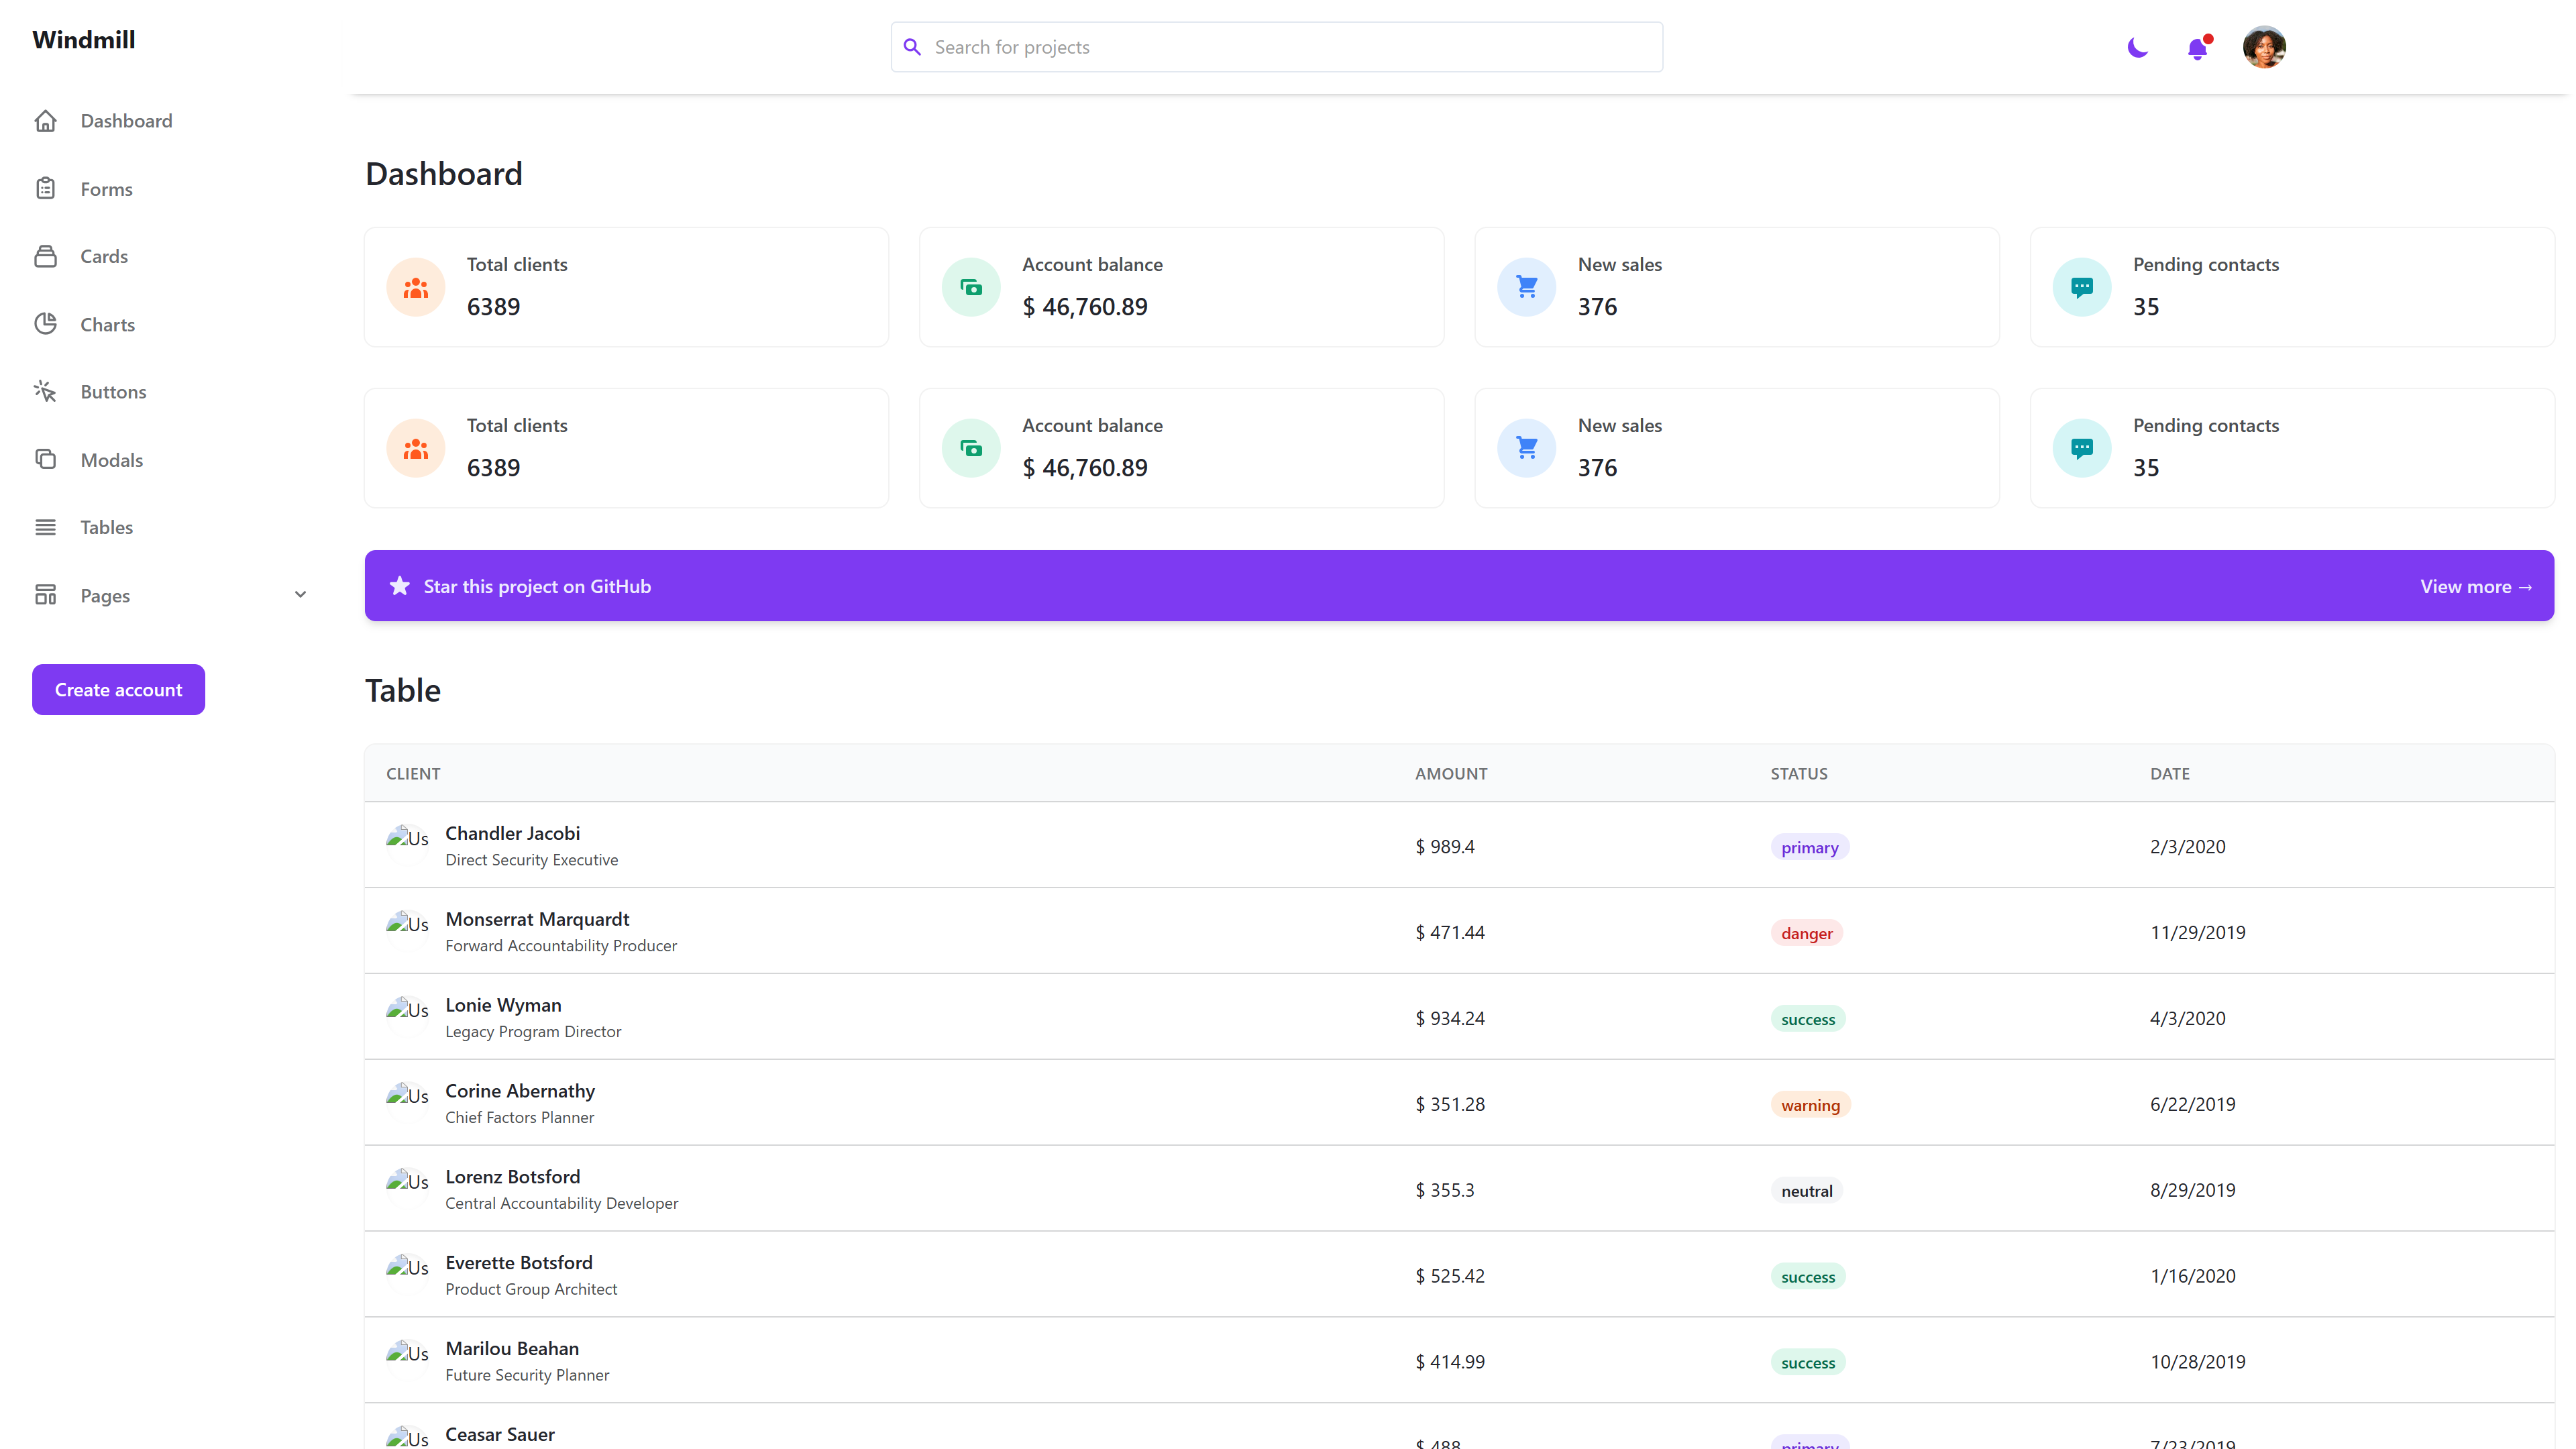 Windmill
Search for projects
Dashboard
Forms
Cards
Charts
Buttons
Modals
Tables
Pages
Create account
Dashboard
Total clients
6389
Account balance
$ 46,760.89
New sales
376
Pending contacts
35
Total clients
6389
Account balance
$ 46,760.89
New sales
376
Pending contacts
35
Star this project on GitHub
View more →
Table
CLIENT AMOUNT STATUS DATE
Us Chandler Jacobi
Direct Security Executive
$ 989.4 primary 2/3/2020
Us Monserrat Marquardt
Forward Accountability Producer
$ 471.44 danger 11/29/2019
Us Lonie Wyman
Legacy Program Director
$ 934.24 success 4/3/2020
Us Corine Abernathy
Chief Factors Planner
$ 351.28 warning 6/22/2019
Us Lorenz Botsford
Central Accountability Developer
$ 355.3 neutral 8/29/2019
Us Everette Botsford
Product Group Architect
$ 525.42 success 1/16/2020
Us Marilou Beahan
Future Security Planner
$ 414.99 success 10/28/2019
Us Ceasar Sauer
$ 488 primary 7/23/2019